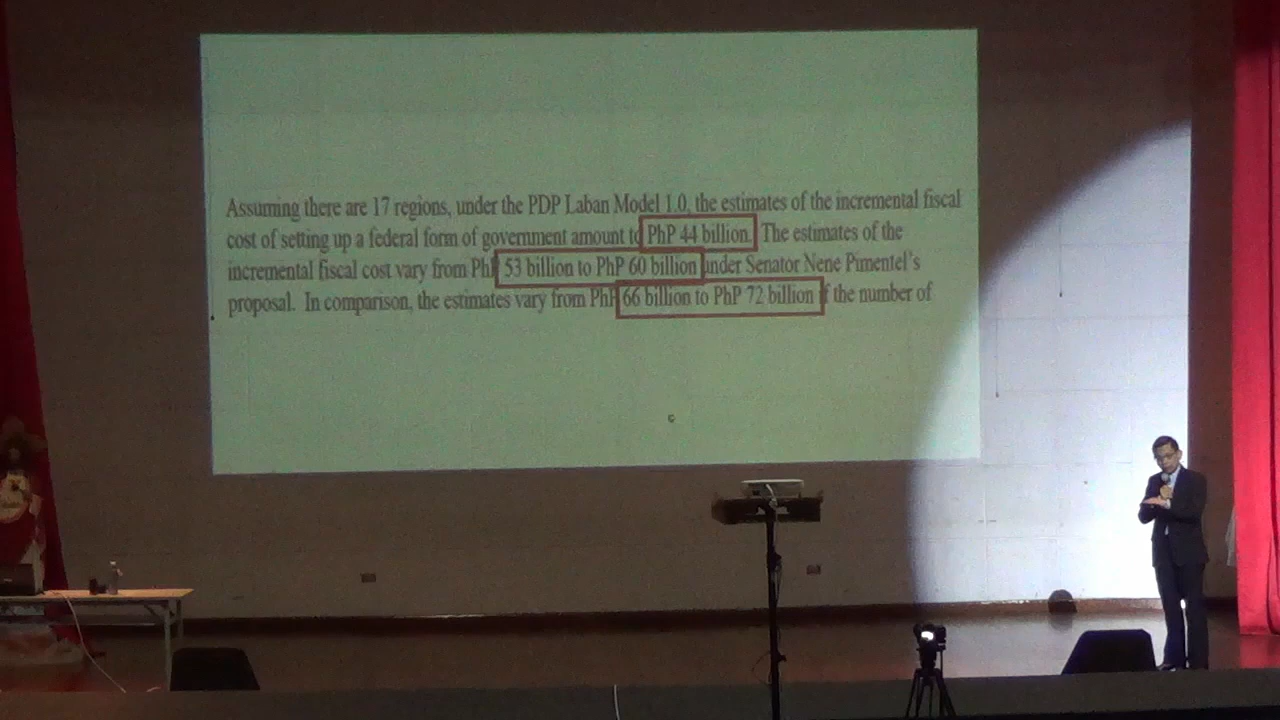 Assuming there are 17 regions, under the PDP Laban Model 1.0, the estimates of the incremental fiscal
cost of setting up a federal form of government amount to PhP 44 billion. The estimates of the
incremental fiscal cost vary from PhP 53 billion to PhP 60 billion under Senator Nene Pimentel's
proposal. In comparison, the estimates vary from PhP 66 billion to PhP 72 billion if the number of